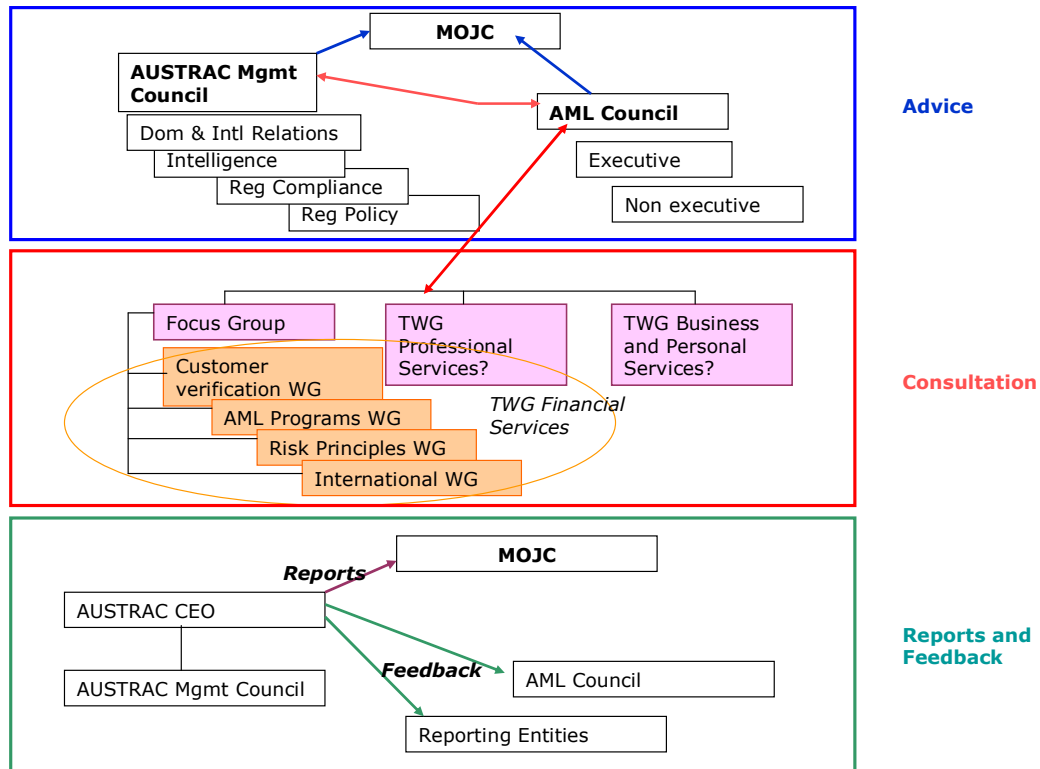 MOJC
AUSTRAC Mgmt
Council
AML Council
Advice
Dom & Intl Relations
Intelligence
Reg Compliance
Reg Policy
Executive
Non executive
Focus Group
TWG
Professional
Services?
TWG Business
and Personal
Services?
Customer
verification WG
AML Programs WG
Risk Principles WG
International WG
TWG Financial
Services
Consultation
MOJC
Reports
AUSTRAC CEO
Feedback
AUSTRAC Mgmt Council
AML Council
Reporting Entities
Reports and
Feedback